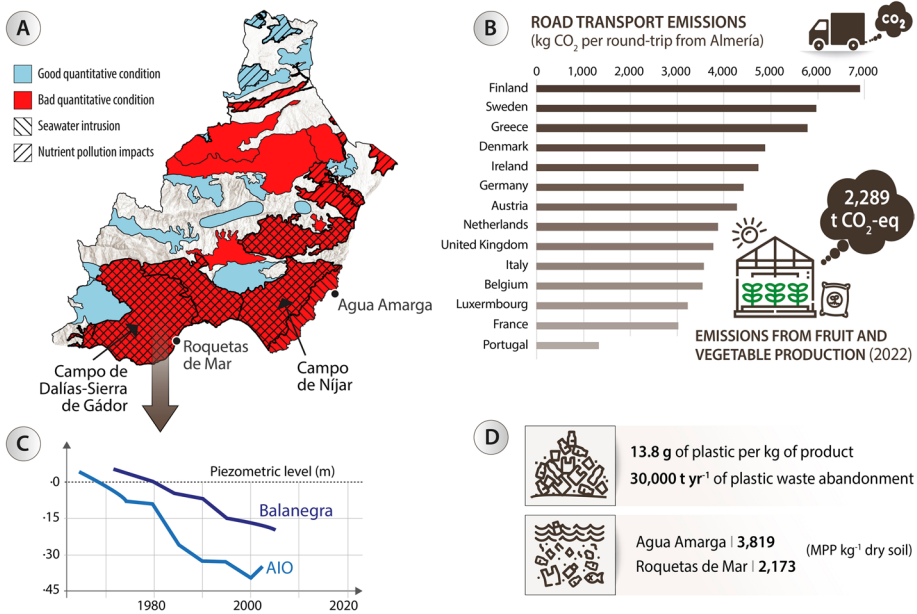 A
Good quantitative condition
Bad quantitative condition
Seawater intrusion
Nutrient pollution impacts
Agua Amarga
Roquetas
de Mar
Campo de
Dalías-Sierra
de Gádor
Campo
de Níjar
B
ROAD TRANSPORT EMISSIONS
(kg CO2 per round-trip from Almería)
CO2
0 1,000 2,000 3,000 4,000 5,000 6,000 7,000
Finland
Sweden
Greece
Denmark
Ireland
Germany
Austria
Netherlands
United Kingdom
Italy
Belgium
Luxembourg
France
Portugal
2,289
t CO2-eq
EMISSIONS FROM FRUIT AND
VEGETABLE PRODUCTION (2022)
C
Piezometric level (m)
-0
-15
-30
-45
Balanegra
AIO
1980 2000 2020
D
13.8 g of plastic per kg of product
30,000 t yr-1 of plastic waste abandonment
Agua Amarga | 3,819
Roquetas de Mar | 2,173
(MPP kg-1 dry soil)